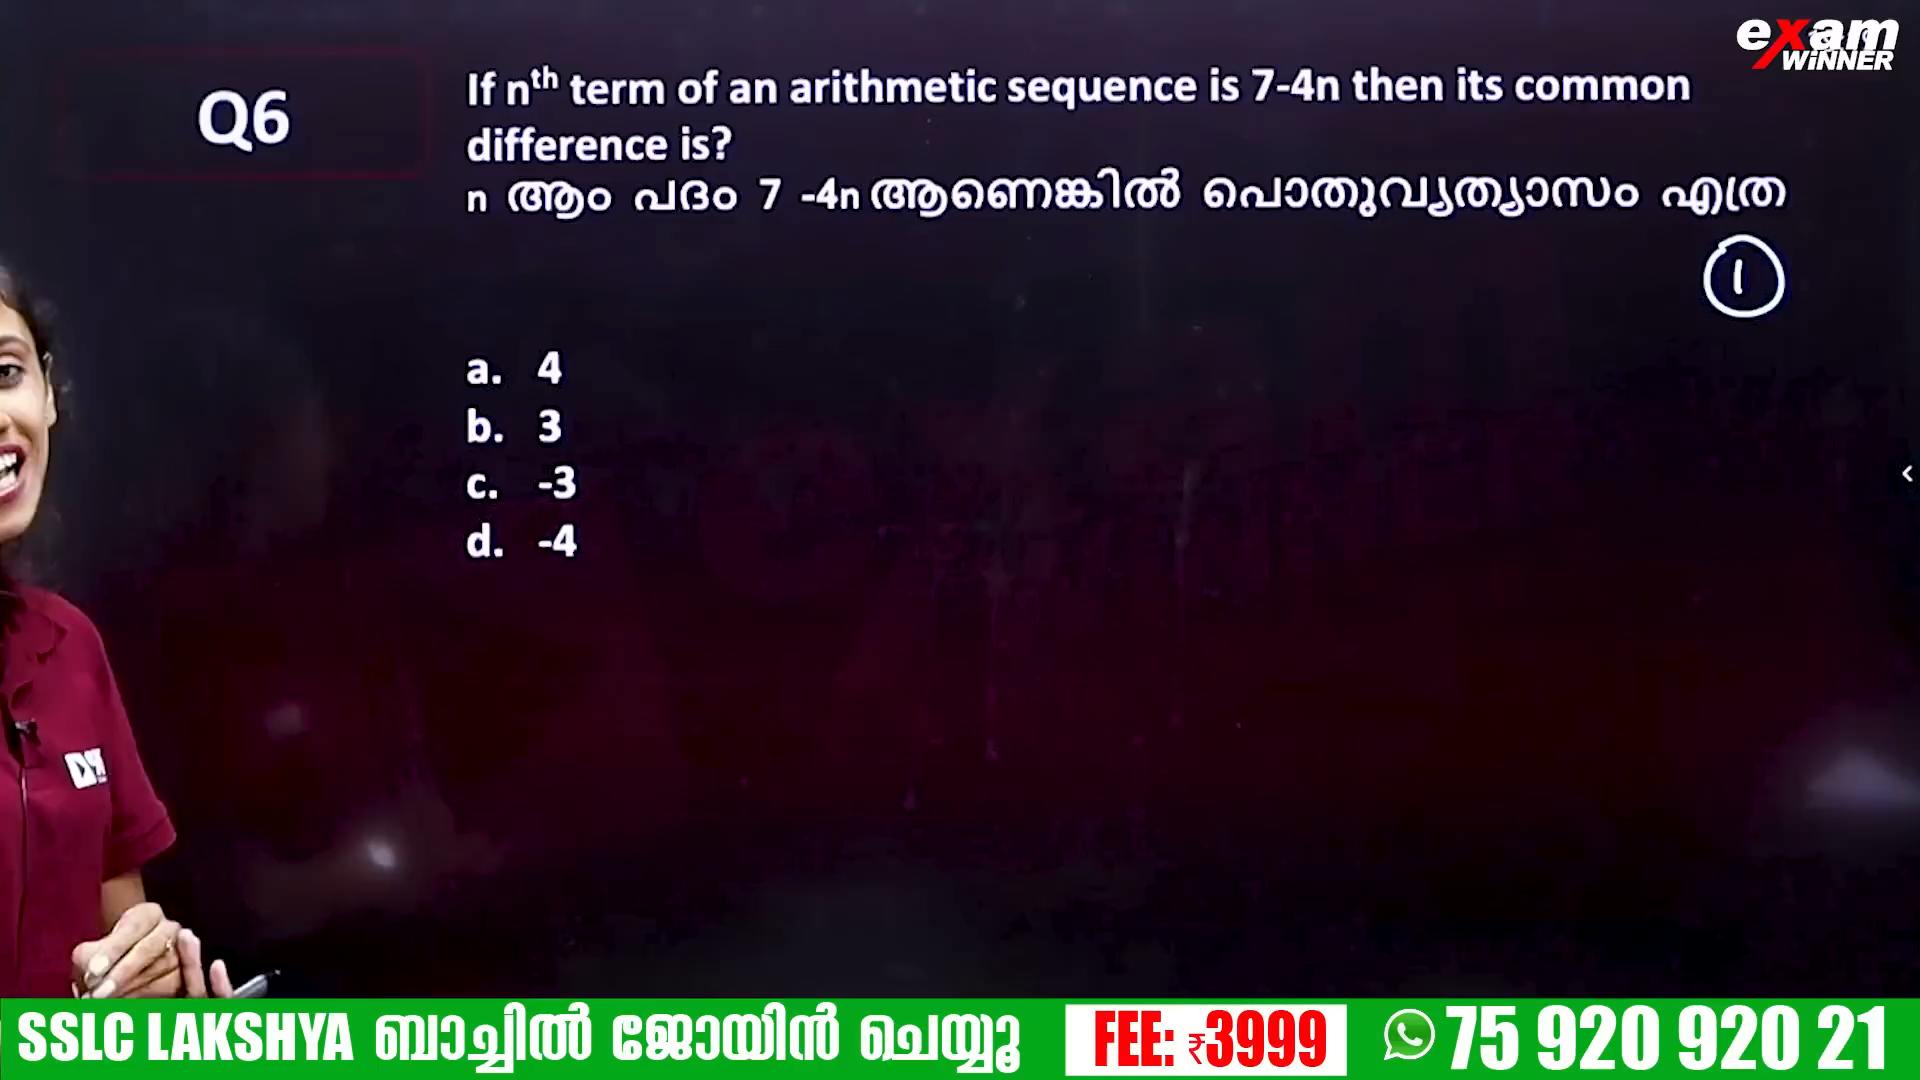 exam
WINNER
Q6
If nth term of an arithmetic sequence is 7-4n then its common
difference is?
n ആം പദം 7 -4n ആണെങ്കിൽ പൊതുവ്യത്യാസം എത്ര
1
a. 4
b. 3
c. -3
d. -4
SSLC LAKSHYA ബാച്ചിൽ ജോയിൻ ചെയ്യൂ FEE: ₹3999 75 920 920 21